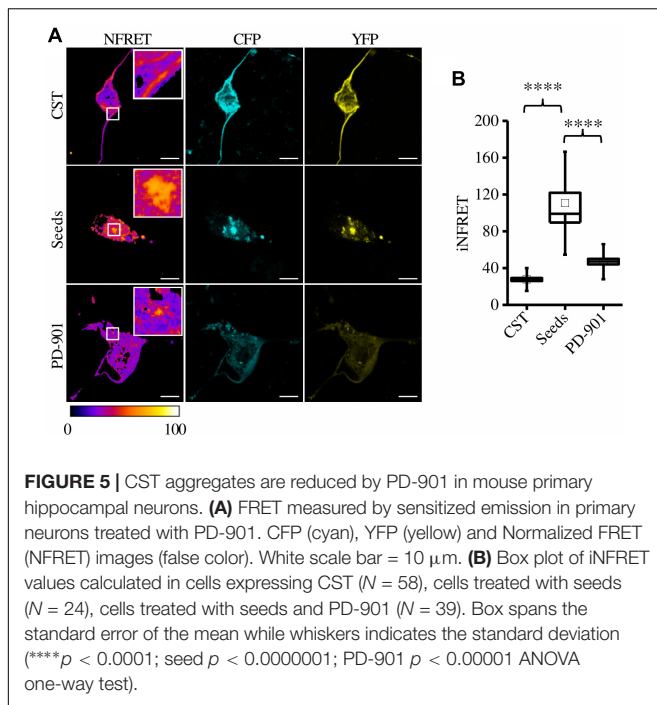 A
NFRET CFP YFP
CST
Seeds
PD-901
0 100
B
**** ****
iNFRET
200
160
120
80
40
0
CST Seeds PD-901
FIGURE 5 | CST aggregates are reduced by PD-901 in mouse primary
hippocampal neurons. (A) FRET measured by sensitized emission in primary
neurons treated with PD-901. CFP (cyan), YFP (yellow) and Normalized FRET
(NFRET) images (false color). White scale bar = 10 μm. (B) Box plot of iNFRET
values calculated in cells expressing CST (N = 58), cells treated with seeds
(N = 24), cells treated with seeds and PD-901 (N = 39). Box spans the
standard error of the mean while whiskers indicates the standard deviation
(****p < 0.0001; seed p < 0.0000001; PD-901 p < 0.00001 ANOVA
one-way test).